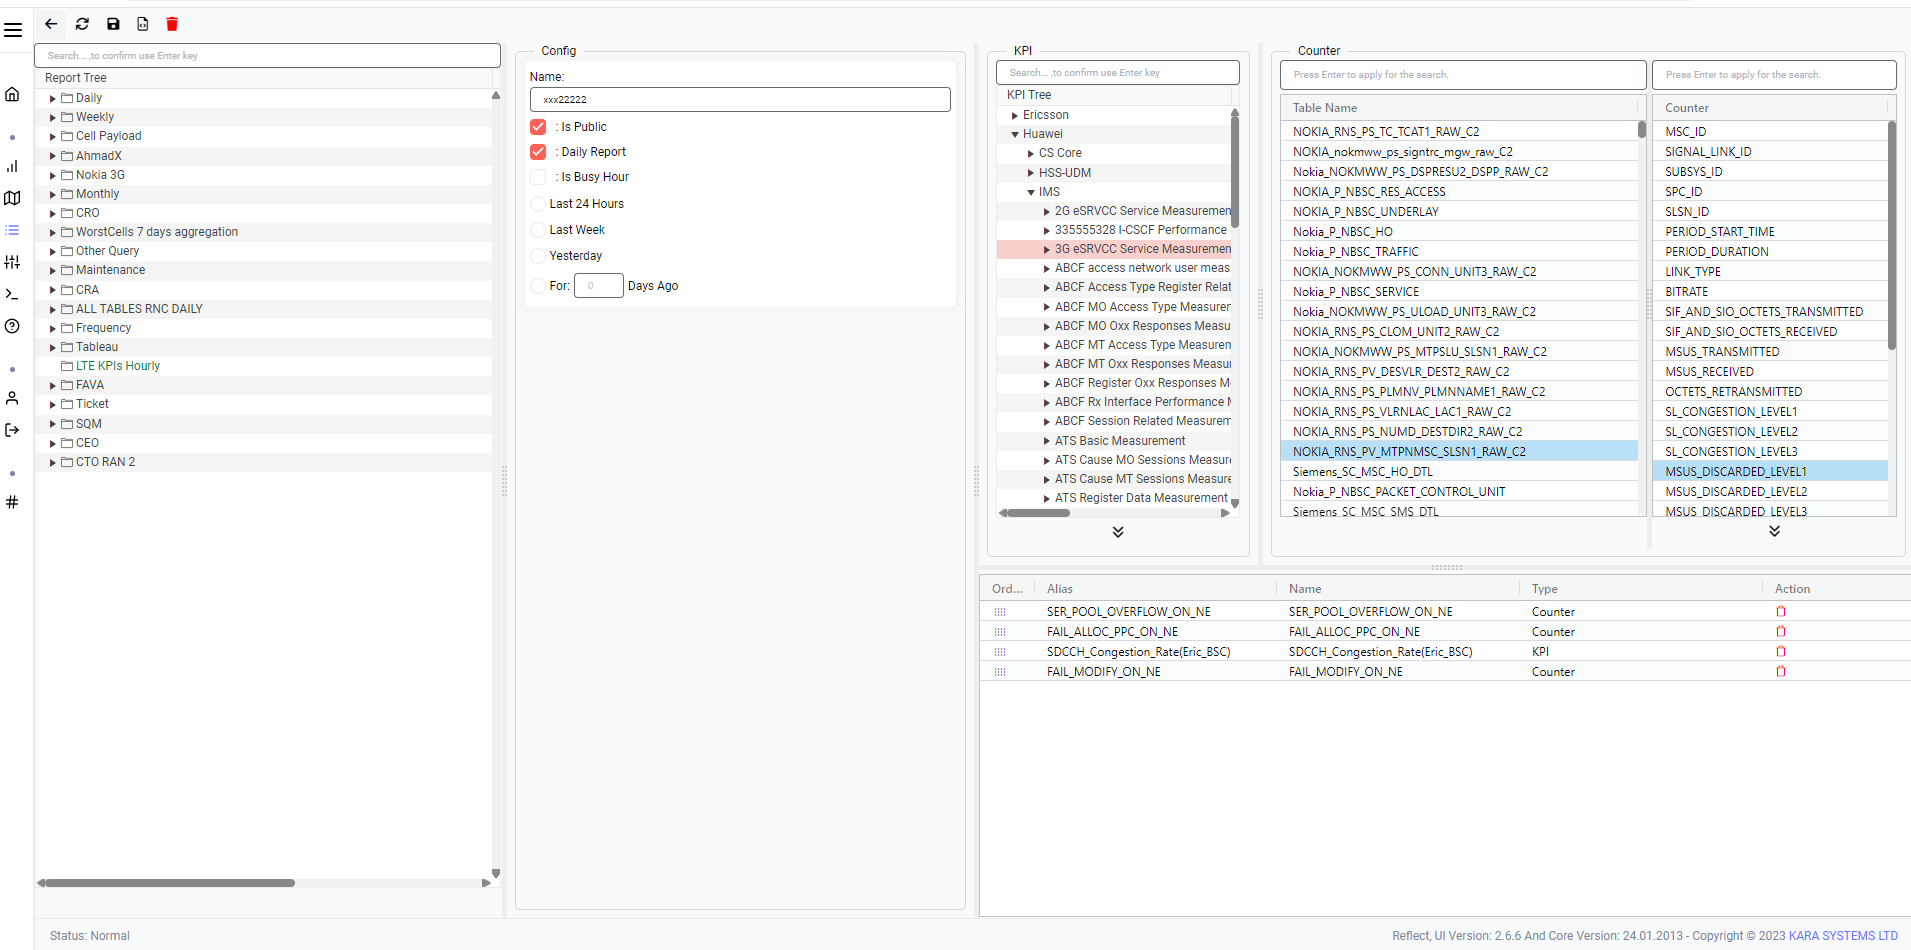 Search... ,to confirm use Enter key
Report Tree
Daily
Weekly
Cell Payload
AhmadX
Nokia 3G
Monthly
CRO
WorstCells 7 days aggregation
Other Query
Maintenance
CRA
ALL TABLES RNC DAILY
Frequency
Tableau
LTE KPIs Hourly
FAVA
Ticket
SQM
CEO
CTO RAN 2
Config
Name:
xxx22222
: Is Public
: Daily Report
: Is Busy Hour
Last 24 Hours
Last Week
Yesterday
For: 0 Days Ago
KPI
Search... ,to confirm use Enter key
KPI Tree
Ericsson
Huawei
CS Core
HSS-UDM
IMS
2G eSRVCC Service Measuremen
335555328 I-CSCF Performance
3G eSRVCC Service Measuremen
ABCF access network user meas
ABCF Access Type Register Relat
ABCF MO Access Type Measuren
ABCF MO Oxx Responses Measu
ABCF MT Access Type Measurem
ABCF MT Oxx Responses Measu
ABCF Register Oxx Responses M
ABCF Rx Interface Performance M
ABCF Session Related Measurem
ATS Basic Measurement
ATS Cause MO Sessions Measure
ATS Cause MT Sessions Measure
ATS Register Data Measurement
Counter
Press Enter to apply for the search.
Table Name
NOKIA_RNS_PS_TC_TCAT1_RAW_C2
NOKIA_nokmww_ps_signtrc_mgw_raw_C2
Nokia_NOKMWW_PS_DSPRESU2_DSPP_RAW_C2
NOKIA_P_NBSC_RES_ACCESS
NOKIA_P_NBSC_UNDERLAY
Nokia_P_NBSC_HO
Nokia_P_NBSC_TRAFFIC
NOKIA_NOKMWW_PS_CONN_UNIT3_RAW_C2
Nokia_P_NBSC_SERVICE
Nokia_NOKMWW_PS_ULOAD_UNIT3_RAW_C2
NOKIA_RNS_PS_CLOM_UNIT2_RAW_C2
NOKIA_NOKMWW_PS_MTPSLU_SLSN1_RAW_C2
NOKIA_RNS_PV_DESVLR_DEST2_RAW_C2
NOKIA_RNS_PS_PLMNV_PLMNNAME1_RAW_C2
NOKIA_RNS_PS_VLRNLAC_LAC1_RAW_C2
NOKIA_RNS_PS_NUMD_DESTDIR2_RAW_C2
NOKIA_RNS_PV_MTPNMSC_SLSN1_RAW_C2
Siemens_SC_MSC_HO_DTL
Nokia_P_NBSC_PACKET_CONTROL_UNIT
Siemens_SC_MSC_SMS_DTL
Press Enter to apply for the search.
Counter
MSC_ID
SIGNAL_LINK_ID
SUBSYS_ID
SPC_ID
SLSN_ID
PERIOD_START_TIME
PERIOD_DURATION
LINK_TYPE
BITRATE
SIF_AND_SIO_OCTETS_TRANSMITTED
SIF_AND_SIO_OCTETS_RECEIVED
MSUS_TRANSMITTED
MSUS_RECEIVED
OCTETS_RETRANSMITTED
SL_CONGESTION_LEVEL1
SL_CONGESTION_LEVEL2
SL_CONGESTION_LEVEL3
MSUS_DISCARDED_LEVEL1
MSUS_DISCARDED_LEVEL2
MSUS_DISCARDED_LEVEL3
Ord... Alias Name Type Action
SER_POOL_OVERFLOW_ON_NE SER_POOL_OVERFLOW_ON_NE Counter
FAIL_ALLOC_PPC_ON_NE FAIL_ALLOC_PPC_ON_NE Counter
SDCCH_Congestion_Rate(Eric_BSC) SDCCH_Congestion_Rate(Eric_BSC) KPI
FAIL_MODIFY_ON_NE FAIL_MODIFY_ON_NE Counter
Status: Normal
Reflect, UI Version: 2.6.6 And Core Version: 24.01.2013 - Copyright © 2023 KARA SYSTEMS LTD